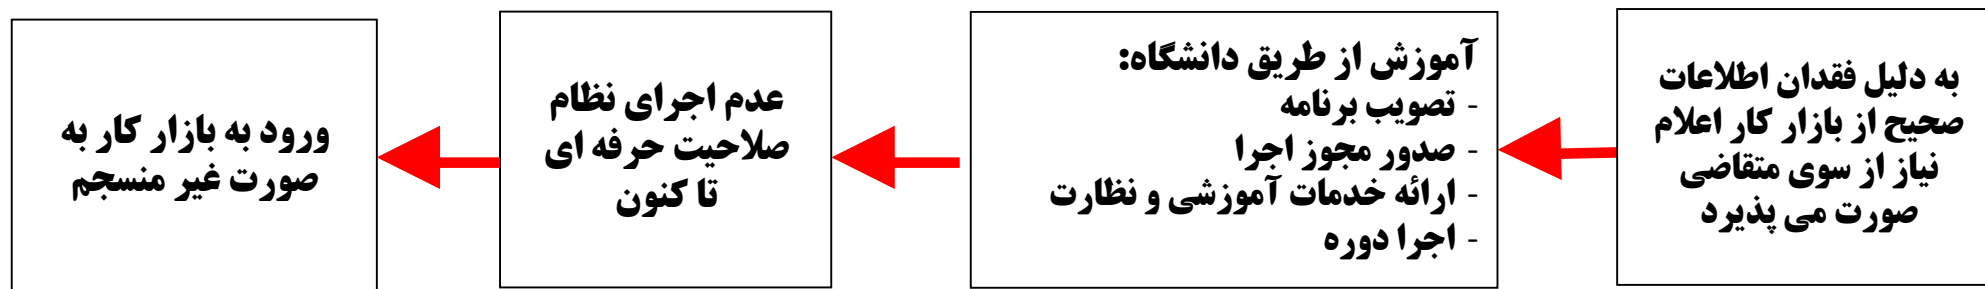 به دلیل فقدان اطلاعات
صحیح از بازار کار اعلام
نیاز از سوی متقاضی
صورت می پذیرد
آموزش از طریق دانشگاه:
- تصویب برنامه
- صدور مجوز اجرا
- ارائه خدمات آموزشی و نظارت
- اجرا دوره
عدم اجرای نظام
صلاحیت حرفه ای
تا کنون
ورود به بازار کار به
صورت غیر منسجم